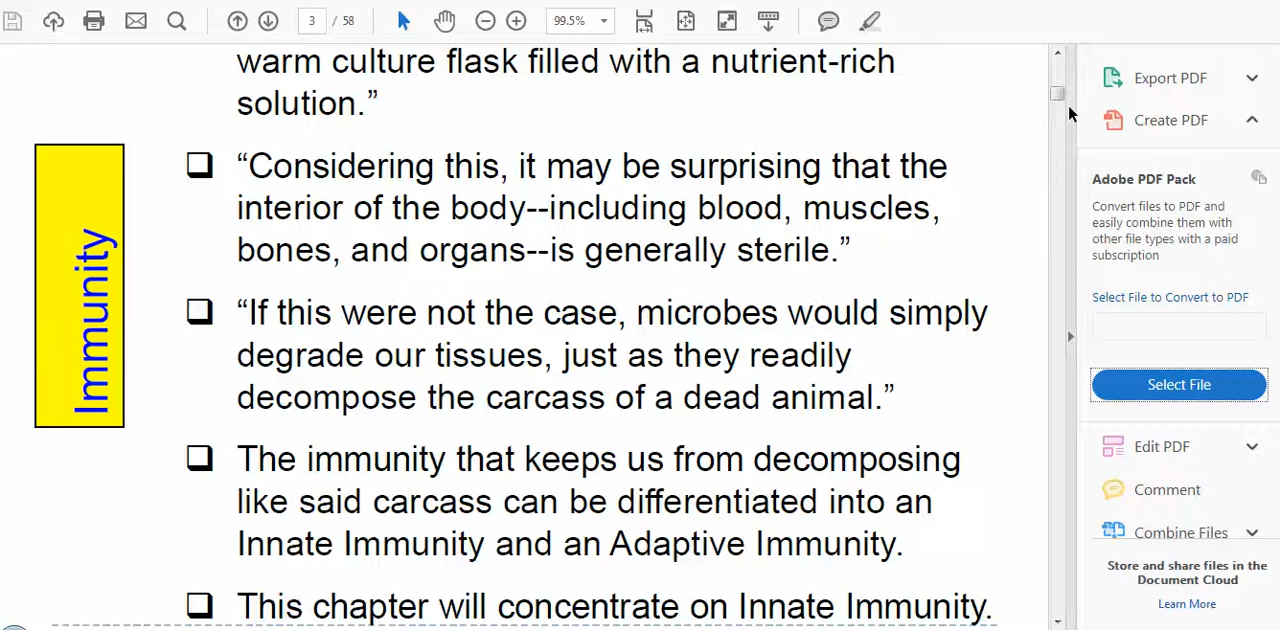 3 / 58
99.5%
warm culture flask filled with a nutrient-rich
solution.”
“Considering this, it may be surprising that the
interior of the body--including blood, muscles,
bones, and organs--is generally sterile.”
“If this were not the case, microbes would simply
degrade our tissues, just as they readily
decompose the carcass of a dead animal.”
The immunity that keeps us from decomposing
like said carcass can be differentiated into an
Innate Immunity and an Adaptive Immunity.
This chapter will concentrate on Innate Immunity.
Immunity
Export PDF
Create PDF
Adobe PDF Pack
Convert files to PDF and
easily combine them with
other file types with a paid
subscription
Select File to Convert to PDF
Select File
Edit PDF
Comment
Combine Files
Store and share files in the
Document Cloud
Learn More